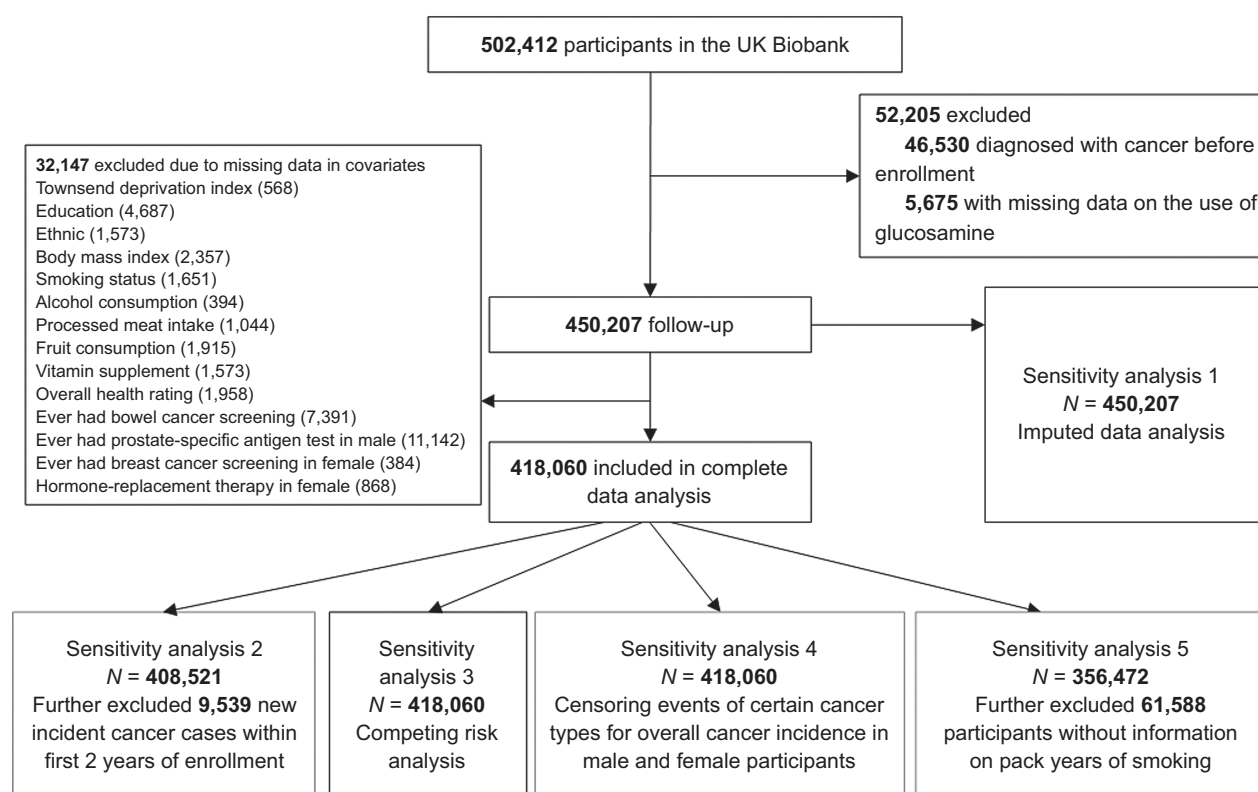 502,412 participants in the UK Biobank
52,205 excluded
46,530 diagnosed with cancer before
enrollment
5,675 with missing data on the use of
glucosamine
32,147 excluded due to missing data in covariates
Townsend deprivation index (568)
Education (4,687)
Ethnic (1,573)
Body mass index (2,357)
Smoking status (1,651)
Alcohol consumption (394)
Processed meat intake (1,044)
Fruit consumption (1,915)
Vitamin supplement (1,573)
Overall health rating (1,958)
Ever had bowel cancer screening (7,391)
Ever had prostate-specific antigen test in male (11,142)
Ever had breast cancer screening in female (384)
Hormone-replacement therapy in female (868)
450,207 follow-up
Sensitivity analysis 1
N = 450,207
Imputed data analysis
418,060 included in complete
data analysis
Sensitivity analysis 2
N = 408,521
Further excluded 9,539 new
incident cancer cases within
first 2 years of enrollment
Sensitivity
analysis 3
N = 418,060
Competing risk
analysis
Sensitivity analysis 4
N = 418,060
Censoring events of certain cancer
types for overall cancer incidence in
male and female participants
Sensitivity analysis 5
N = 356,472
Further excluded 61,588
participants without information
on pack years of smoking